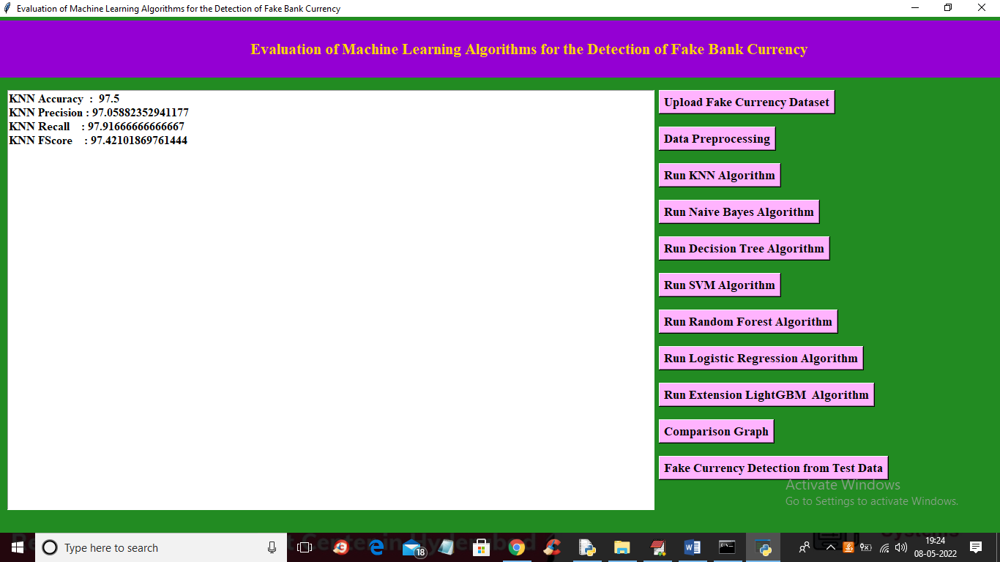 Evaluation of Machine Learning Algorithms for the Detection of Fake Bank Currency
Evaluation of Machine Learning Algorithms for the Detection of Fake Bank Currency
KNN Accuracy : 97.5
KNN Precision : 97.05882352941177
KNN Recall : 97.91666666666667
KNN FScore : 97.42101869761444
Upload Fake Currency Dataset
Data Preprocessing
Run KNN Algorithm
Run Naive Bayes Algorithm
Run Decision Tree Algorithm
Run SVM Algorithm
Run Random Forest Algorithm
Run Logistic Regression Algorithm
Run Extension LightGBM Algorithm
Comparison Graph
Fake Currency Detection from Test Data
Activate Windows
Go to Settings to activate Windows.
Type here to search
18
19:24
08-05-2022